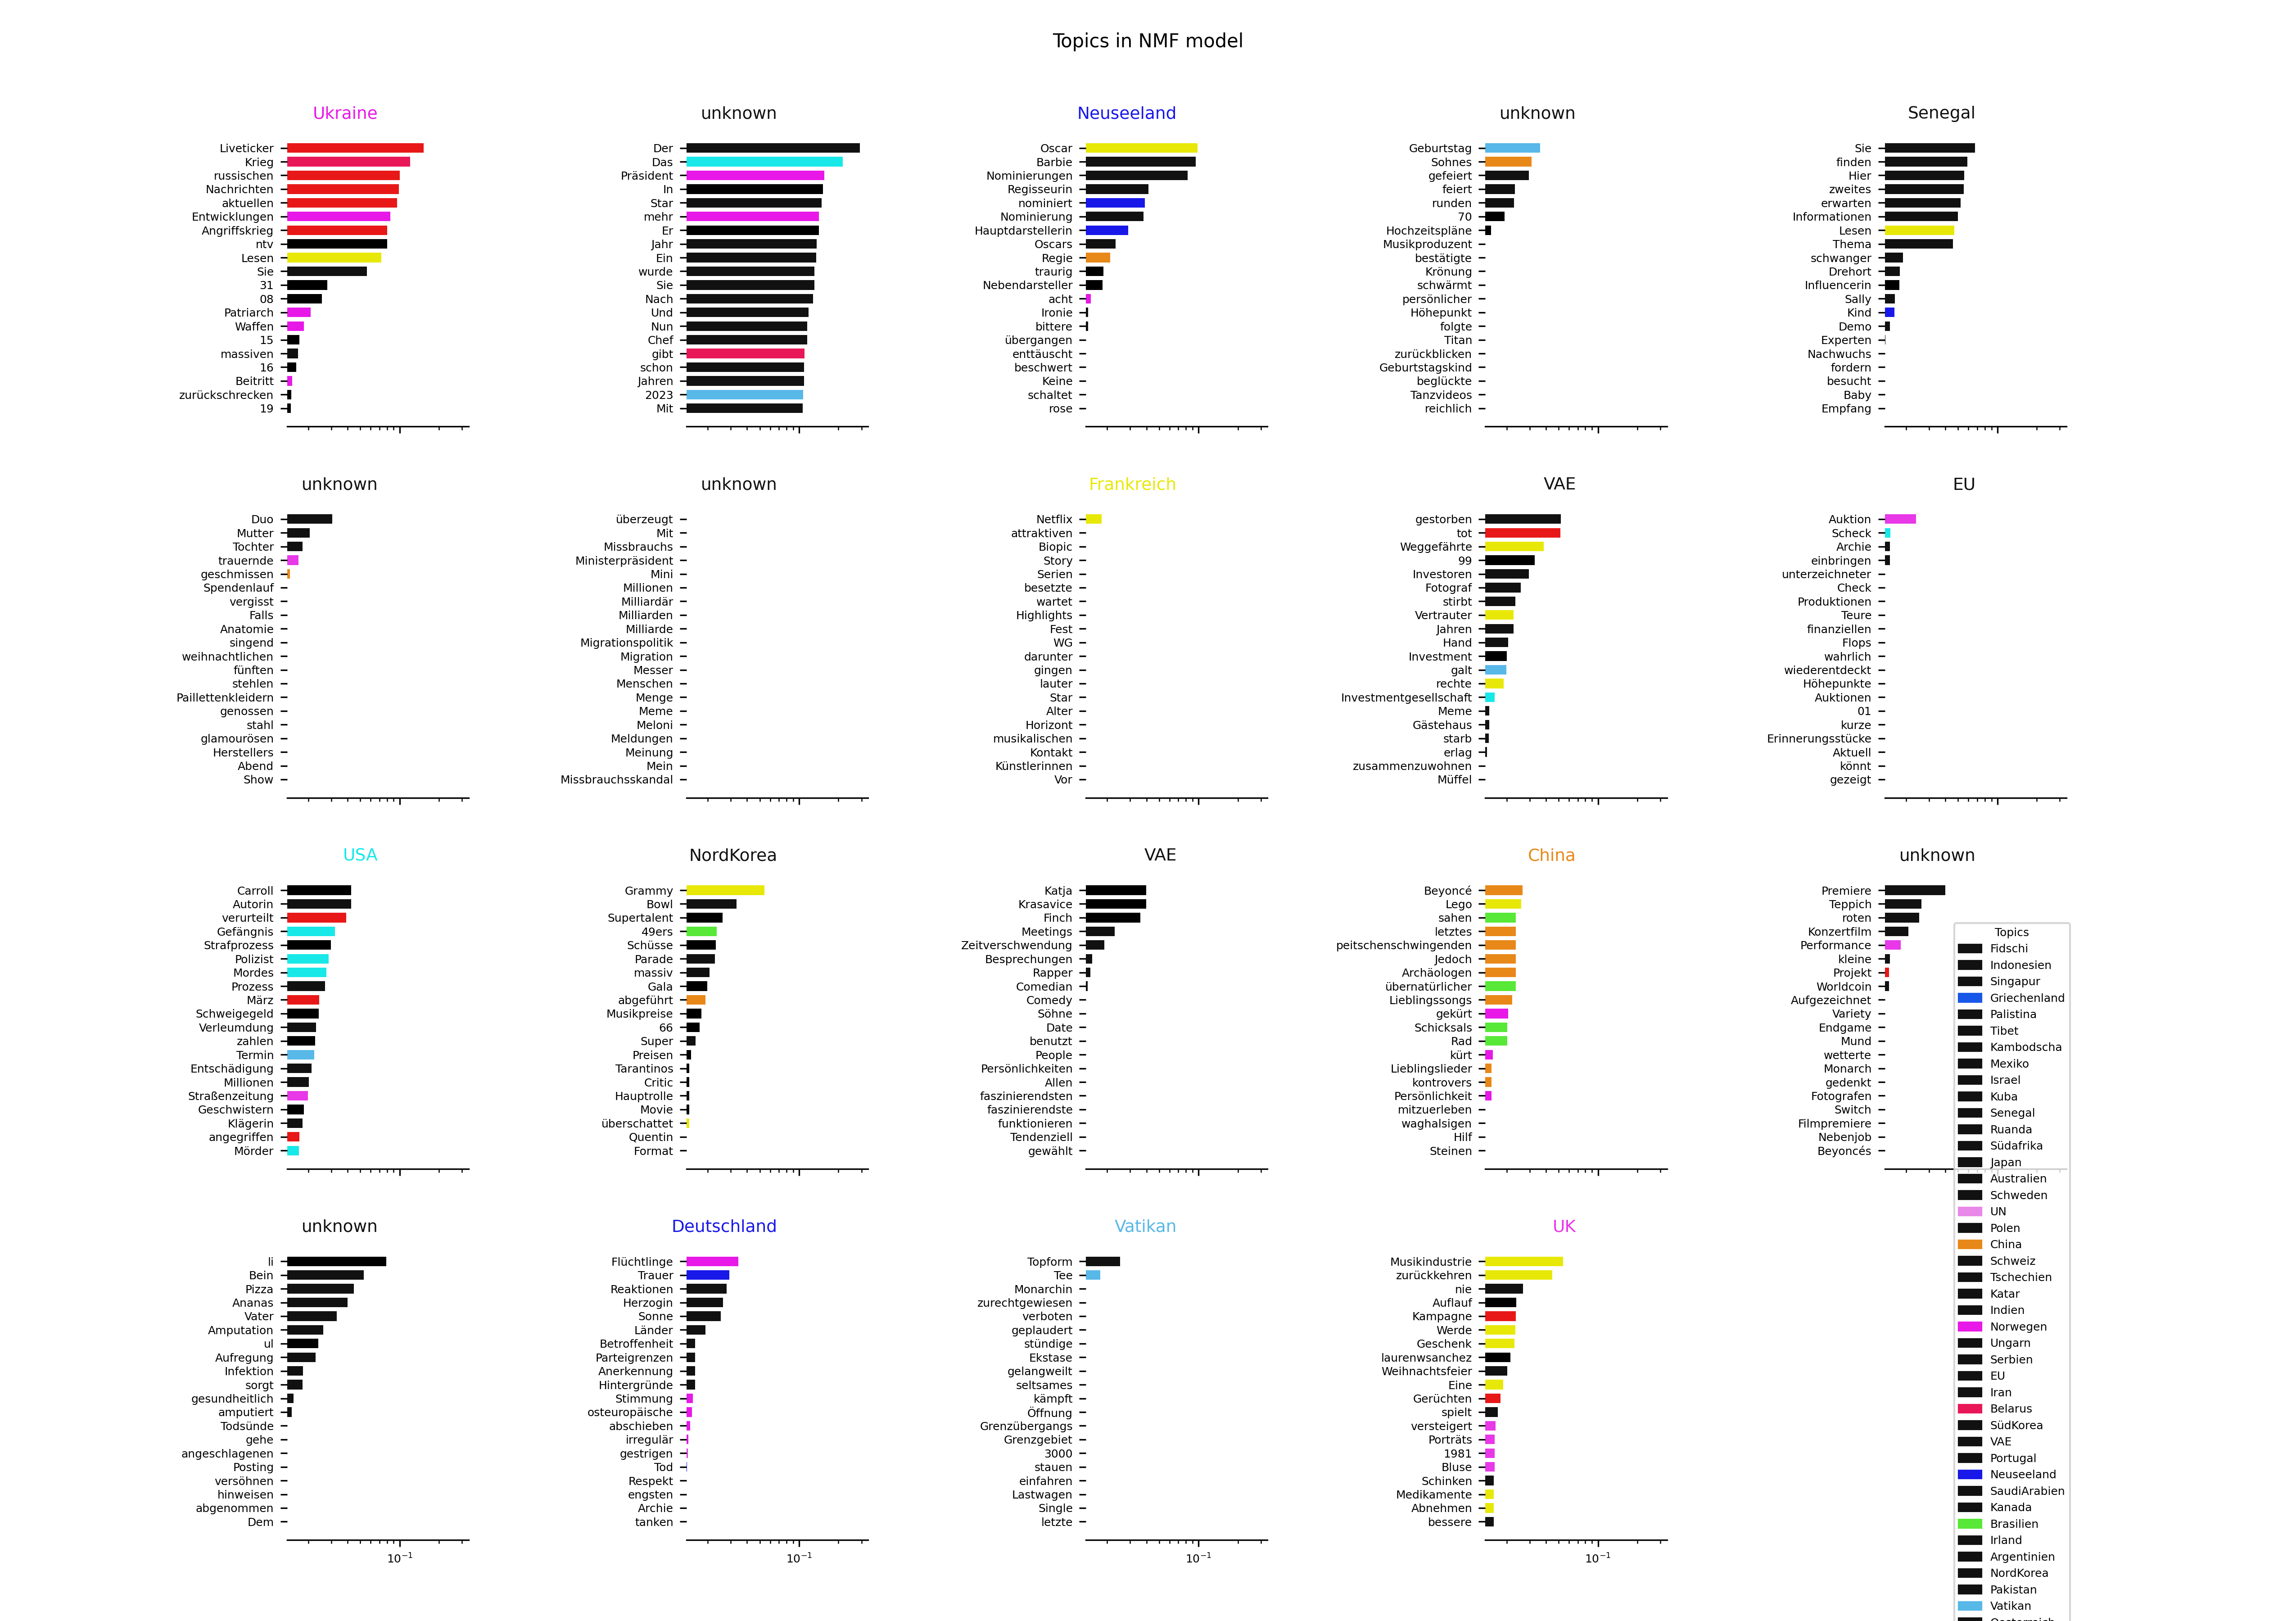 Topics in NMF model
Ukraine
Liveticker
Krieg
russischen
Nachrichten
aktuellen
Entwicklungen
Angriffskrieg
ntv
Lesen
Sie
31
08
Patriarch
Waffen
15
massiven
16
Beitritt
zurückschrecken
19
unknown
Der
Das
Präsident
In
Star
mehr
Er
Jahr
Ein
wurde
Sie
Nach
Und
Nun
Chef
gibt
schon
Jahren
2023
Mit
Neuseeland
Oscar
Barbie
Nominierungen
Regisseurin
nominiert
Nominierung
Hauptdarstellerin
Oscars
Regie
traurig
Nebendarsteller
acht
Ironie
bittere
übergangen
enttäuscht
beschwert
Keine
schaltet
rose
unknown
Geburtstag
Sohnes
gefeiert
feiert
runden
70
Hochzeitspläne
Musikproduzent
bestätigte
Krönung
schwärmt
persönlicher
Höhepunkt
folgte
Titan
zurückblicken
Geburtstagskind
beglückte
Tanzvideos
reichlich
Senegal
Sie
finden
Hier
zweites
erwarten
Informationen
Lesen
Thema
schwanger
Drehort
Influencerin
Sally
Kind
Demo
Experten
Nachwuchs
fordern
besucht
Baby
Empfang
unknown
Duo
Mutter
Tochter
trauernde
geschmissen
Spendenlauf
vergisst
Falls
Anatomie
singend
weihnachtlichen
fünften
stehlen
Paillettenkleidern
genossen
stahl
glamourösen
Herstellers
Abend
Show
unknown
überzeugt
Mit
Missbrauchs
Ministerpräsident
Mini
Millionen
Milliardär
Milliarden
Milliarde
Migrationspolitik
Migration
Messer
Menschen
Menge
Meme
Meloni
Meldungen
Meinung
Mein
Missbrauchsskandal
Frankreich
Netflix
attraktiven
Biopic
Story
Serien
besetzte
wartet
Highlights
Fest
WG
darunter
gingen
lauter
Star
Alter
Horizont
musikalischen
Kontakt
Künstlerinnen
Vor
VAE
gestorben
tot
Weggefährte
99
Investoren
Fotograf
stirbt
Vertrauter
Jahren
Hand
Investment
galt
rechte
Investmentgesellschaft
Meme
Gästehaus
starb
erlag
zusammenzuwohnen
Müffel
EU
Auktion
Scheck
Archie
einbringen
unterzeichneter
Check
Produktionen
Teure
finanziellen
Flops
wahrlich
wiederentdeckt
Höhepunkte
Auktionen
01
kurze
Erinnerungsstücke
Aktuell
könnt
gezeigt
USA
Carroll
Autorin
verurteilt
Gefängnis
Strafprozess
Polizist
Mordes
Prozess
März
Schweigegeld
Verleumdung
zahlen
Termin
Entschädigung
Millionen
Straßenzeitung
Geschwistern
Klägerin
angegriffen
Mörder
NordKorea
Grammy
Bowl
Supertalent
49ers
Schüsse
Parade
massiv
Gala
abgeführt
Musikpreise
66
Super
Preisen
Tarantinos
Critic
Hauptrolle
Movie
überschattet
Quentin
Format
VAE
Katja
Krasavice
Finch
Meetings
Zeitverschwendung
Besprechungen
Rapper
Comedian
Comedy
Söhne
Date
benutzt
People
Persönlichkeiten
Allen
faszinierendsten
faszinierendste
funktionieren
Tendenziell
gewählt
China
Beyoncé
Lego
sahen
letztes
peitschenschwingenden
Jedoch
Archäologen
übernatürlicher
Lieblingssongs
gekürt
Schicksals
Rad
kürt
Lieblingslieder
kontrovers
Persönlichkeit
mitzuerleben
waghalsigen
Hilf
Steinen
unknown
Premiere
Teppich
roten
Konzertfilm
Performance
kleine
Projekt
Worldcoin
Aufgezeichnet
Variety
Endgame
Mund
wetterte
Monarch
gedenkt
Fotografen
Switch
Filmpremiere
Nebenjob
Beyoncés
unknown
li
Bein
Pizza
Ananas
Vater
Amputation
ul
Aufregung
Infektion
sorgt
gesundheitlich
amputiert
Todsünde
gehe
angeschlagenen
Posting
versöhnen
hinweisen
abgenommen
Dem
10⁻¹
Deutschland
Flüchtlinge
Trauer
Reaktionen
Herzogin
Sonne
Länder
Betroffenheit
Parteigrenzen
Anerkennung
Hintergründe
Stimmung
osteuropäische
abschieben
irregulär
gestrigen
Tod
Respekt
engsten
Archie
tanken
10⁻¹
Vatikan
Topform
Tee
Monarchin
zurechtgewiesen
verboten
geplaudert
stündige
Ekstase
gelangweilt
seltsames
kämpft
Öffnung
Grenzübergangs
Grenzgebiet
3000
stauen
einfahren
Lastwagen
Single
letzte
10⁻¹
UK
Musikindustrie
zurückkehren
nie
Auflauf
Kampagne
Werde
Geschenk
laurenwsanchez
Weihnachtsfeier
Eine
Gerüchten
spielt
versteigert
Porträts
1981
Bluse
Schinken
Medikamente
Abnehmen
bessere
10⁻¹
Topics
Fidschi
Indonesien
Singapur
Griechenland
Palistina
Tibet
Kambodscha
Mexiko
Israel
Kuba
Senegal
Ruanda
Südafrika
Japan
Australien
Schweden
UN
Polen
China
Schweiz
Tschechien
Katar
Indien
Norwegen
Ungarn
Serbien
EU
Iran
Belarus
SüdKorea
VAE
Portugal
Neuseeland
SaudiArabien
Kanada
Brasilien
Irland
Argentinien
NordKorea
Pakistan
Vatikan